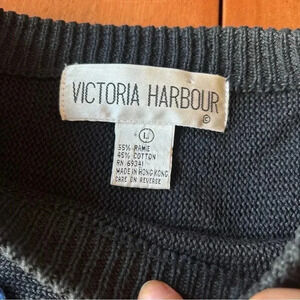 VICTORIA HARBOUR
©
L
55% RAMIE
45% COTTON
RN 69341
MADE IN HONG KONG
CARE ON REVERSE